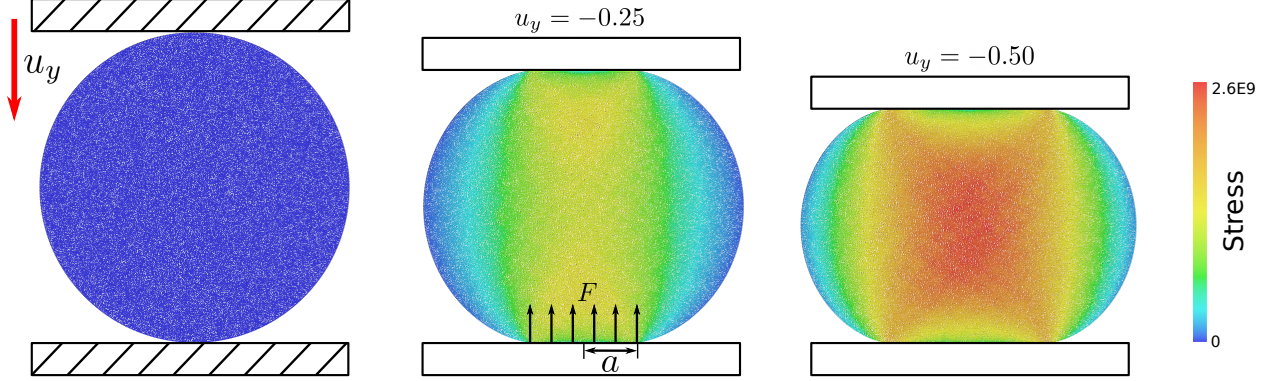 u_y
u_y = −0.25
F
a
u_y = −0.50
2.6E9
Stress
0